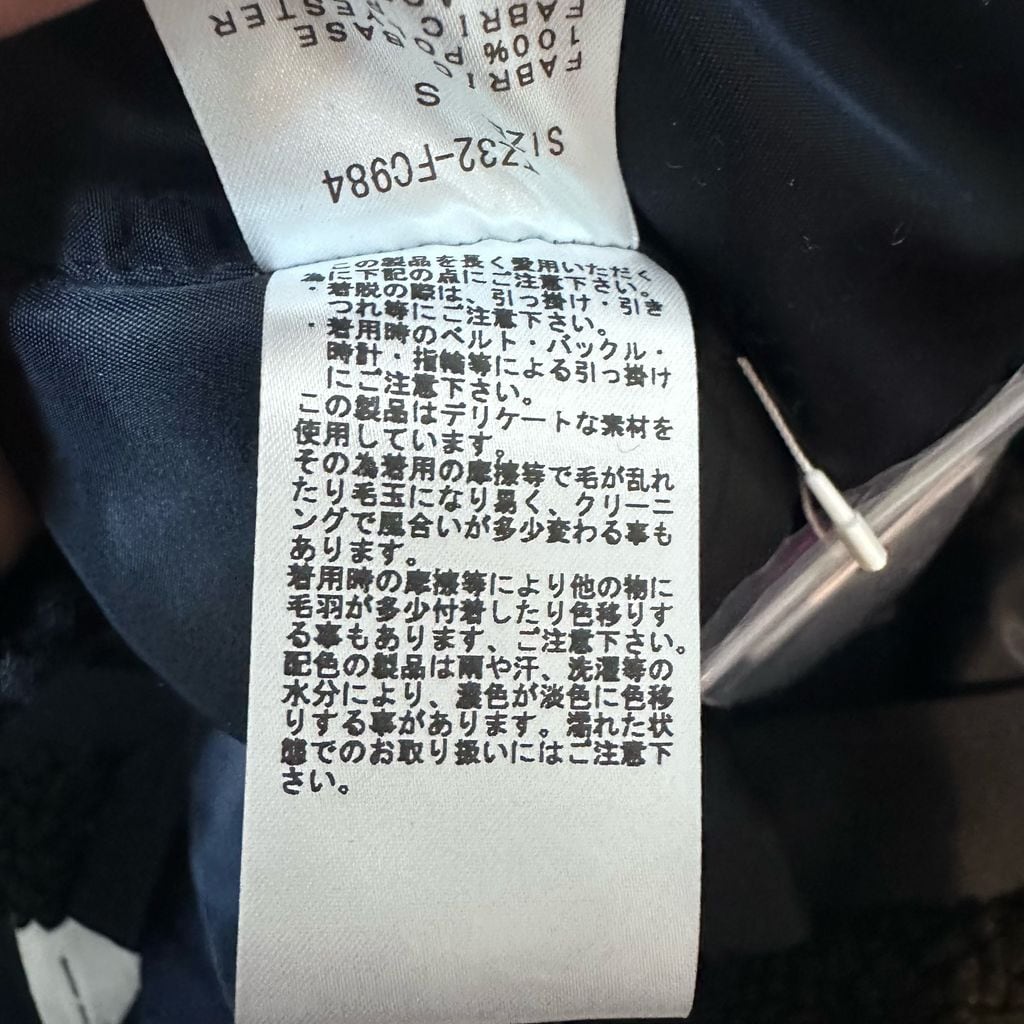 32-FC984
S
この製品を長く愛用いただく
為に下記の点にご注意下さい。
・着脱の際は、引っ掛け・引き
つれ等にご注意下さい。
・着用時のベルト・バックル・
時計・指輪等による引っ掛け
にご注意下さい。
この製品はデリケートな素材を
使用しています。
その為着用の摩擦等で毛が乱れ
たり毛玉になり易く、クリーニ
ングで風合いが多少変わる事も
あります。
着用時の摩擦等により他の物に
毛羽が多少付着したり色移りす
る事もあります、ご注意下さい。
配色の製品は雨や汗、洗濯等の
水分により、濃色が淡色に色移
りする事があります。濡れた状
態でのお取り扱いにはご注意下
さい。